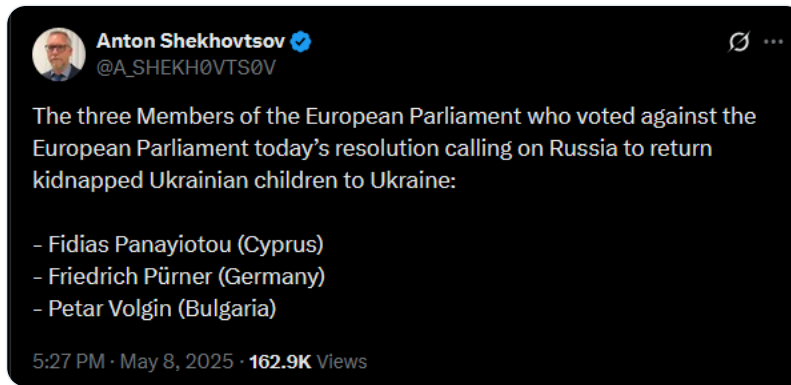 Anton Shekhovtsov
@A_SHEKH0VTS0V
The three Members of the European Parliament who voted against the
European Parliament today’s resolution calling on Russia to return
kidnapped Ukrainian children to Ukraine:
- Fidias Panayiotou (Cyprus)
- Friedrich Pürner (Germany)
- Petar Volgin (Bulgaria)
5:27 PM · May 8, 2025 · 162.9K Views